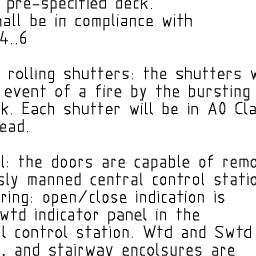 pre-specified deck.
all be in compliance with
4..6
rolling shutters: the shutters
event of a fire by the bursting
k. Each shutter will be in A0 Cla
ead.
l: the doors are capable of remo
sly manned central control statio
ring: open/close indication is
wtd indicator panel in the
l control station. Wtd and Swtd
. and stairway encolsures are